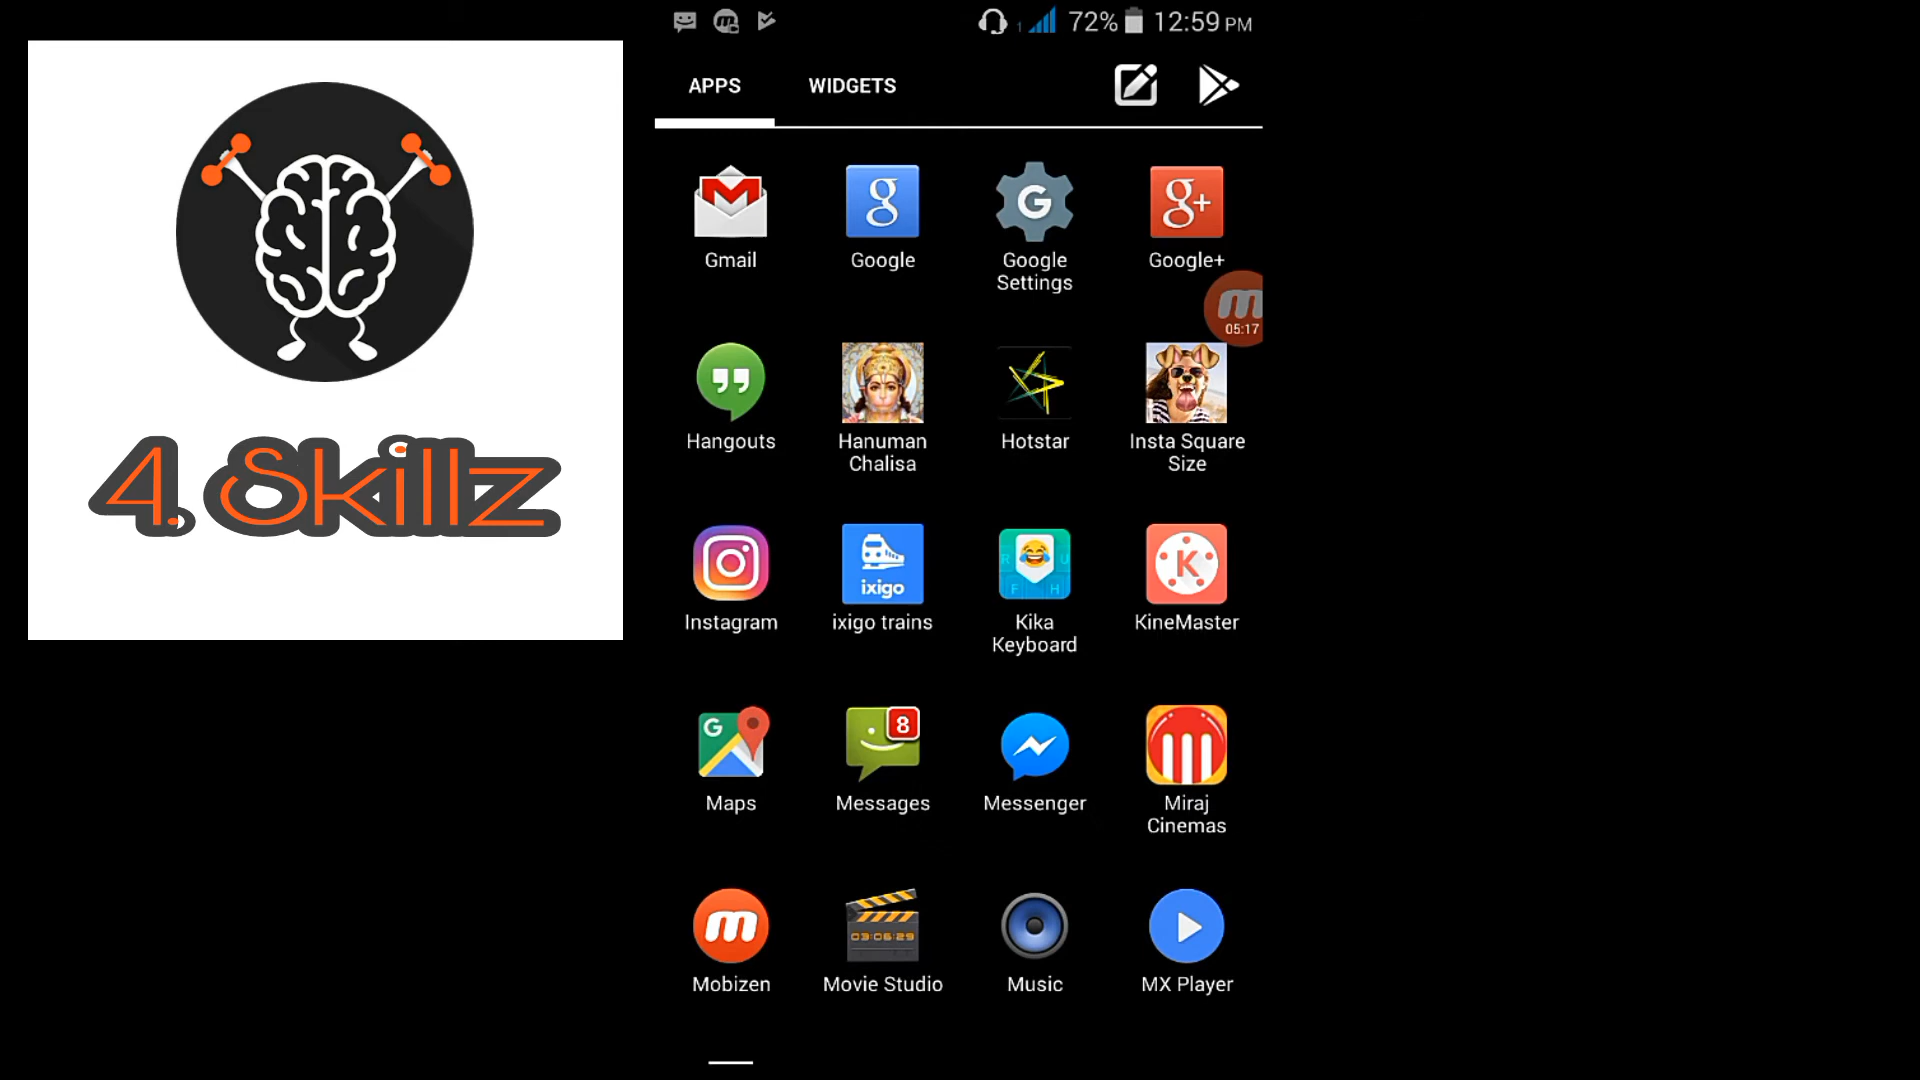 72% 12:59 PM
APPS WIDGETS
Gmail Google Google Settings Google+
05:17
Hangouts Hanuman Chalisa Hotstar Insta Square Size
4. Skillz
ixigo
Instagram ixigo trains Kika Keyboard KineMaster
8
Maps Messages Messenger Miraj Cinemas
03:06:29
Mobizen Movie Studio Music MX Player